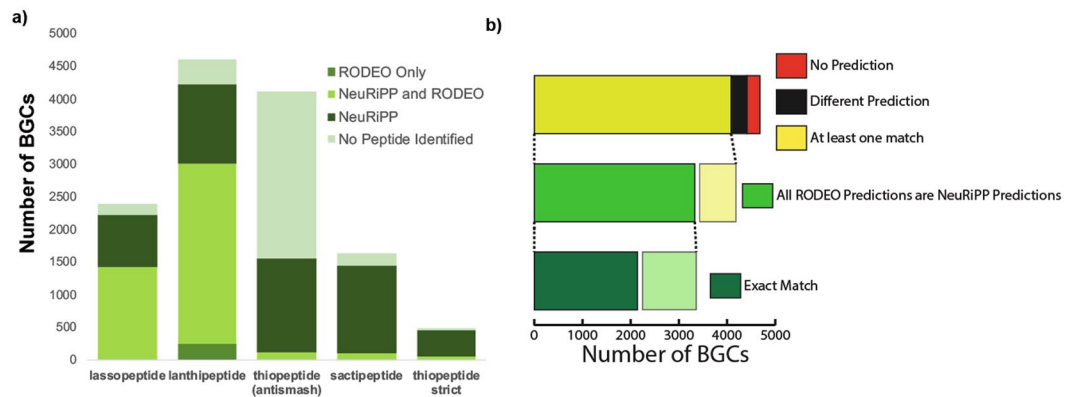 a)
Number of BGCs
5000
4500
4000
3500
3000
2500
2000
1500
1000
500
0
RODEO Only
NeuRiPP and RODEO
NeuRiPP
No Peptide Identified
lassopeptide lanthipeptide thiopeptide sactipeptide thiopeptide
(antismash) strict
b)
No Prediction
Different Prediction
At least one match
All RODEO Predictions are NeuRiPP Predictions
Exact Match
0 1000 2000 3000 4000 5000
Number of BGCs